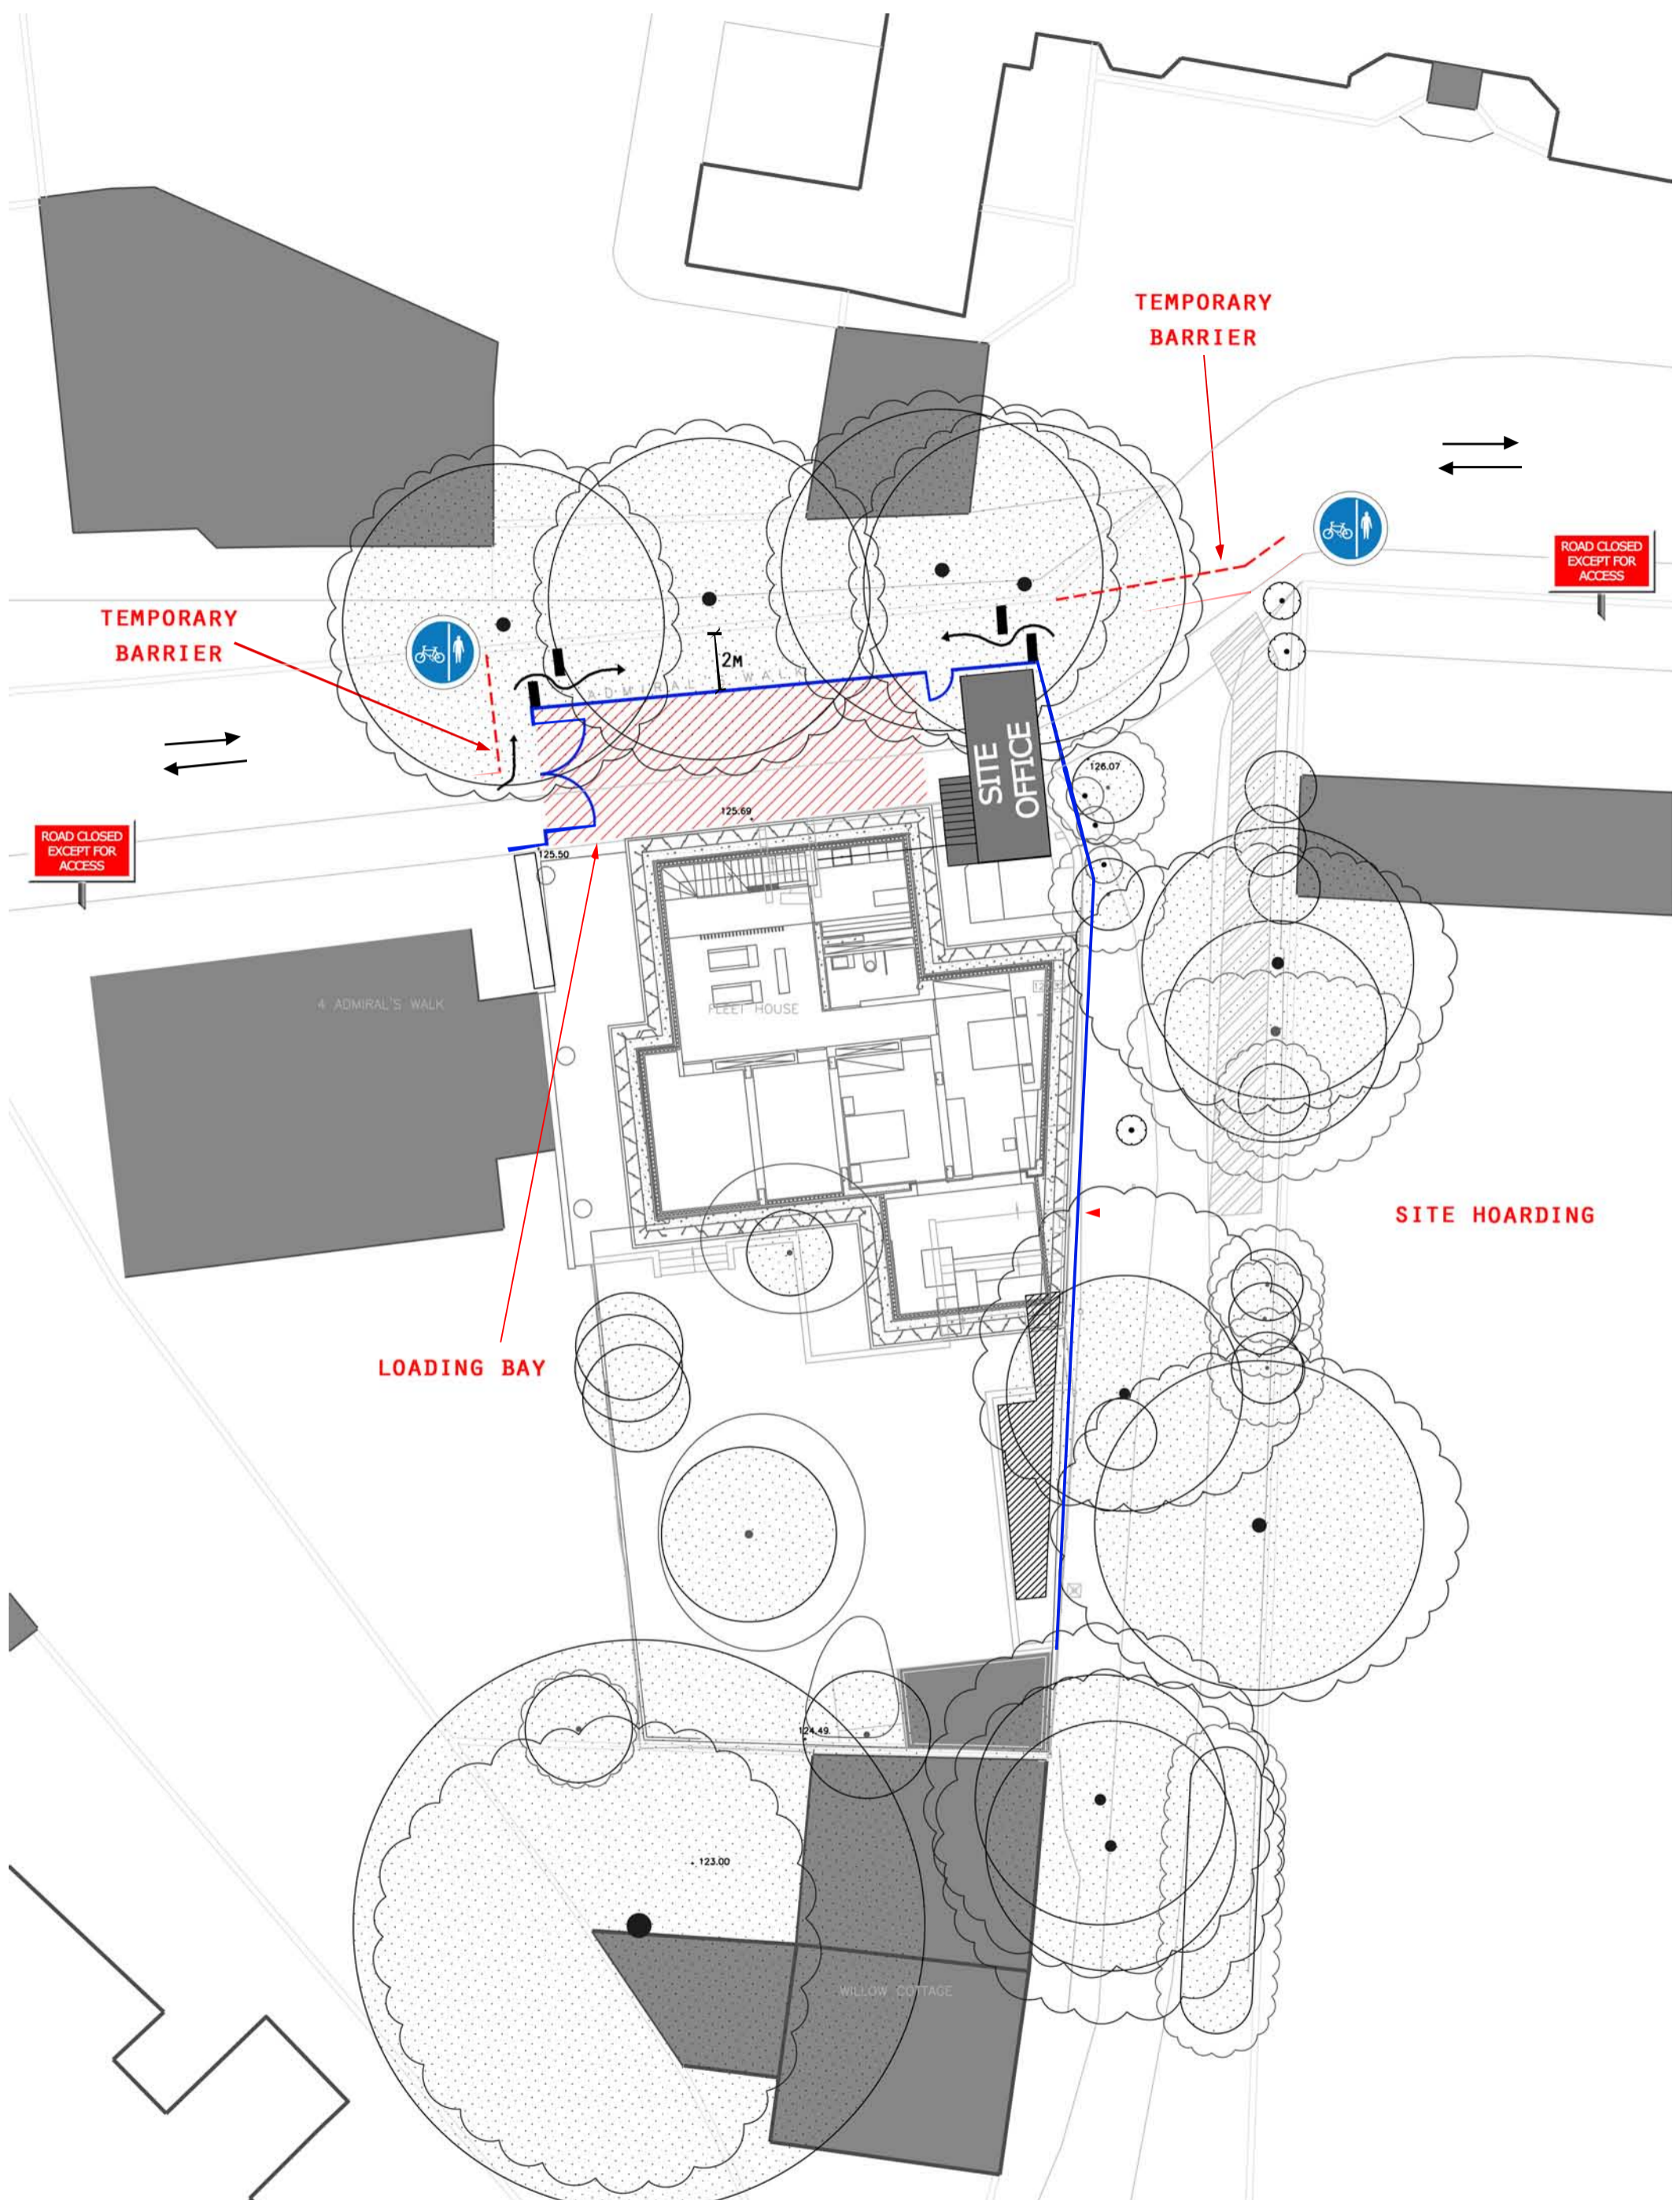 TEMPORARY
BARRIER
ROAD CLOSED
EXCEPT FOR
ACCESS
TEMPORARY
BARRIER
2M
ADMIRAL'S WALK
SITE
OFFICE
126.07
125.69
ROAD CLOSED
EXCEPT FOR
ACCESS
125.50
4 ADMIRAL'S WALK
FLEET HOUSE
SITE HOARDING
LOADING BAY
124.49
123.00
WILLOW COTTAGE